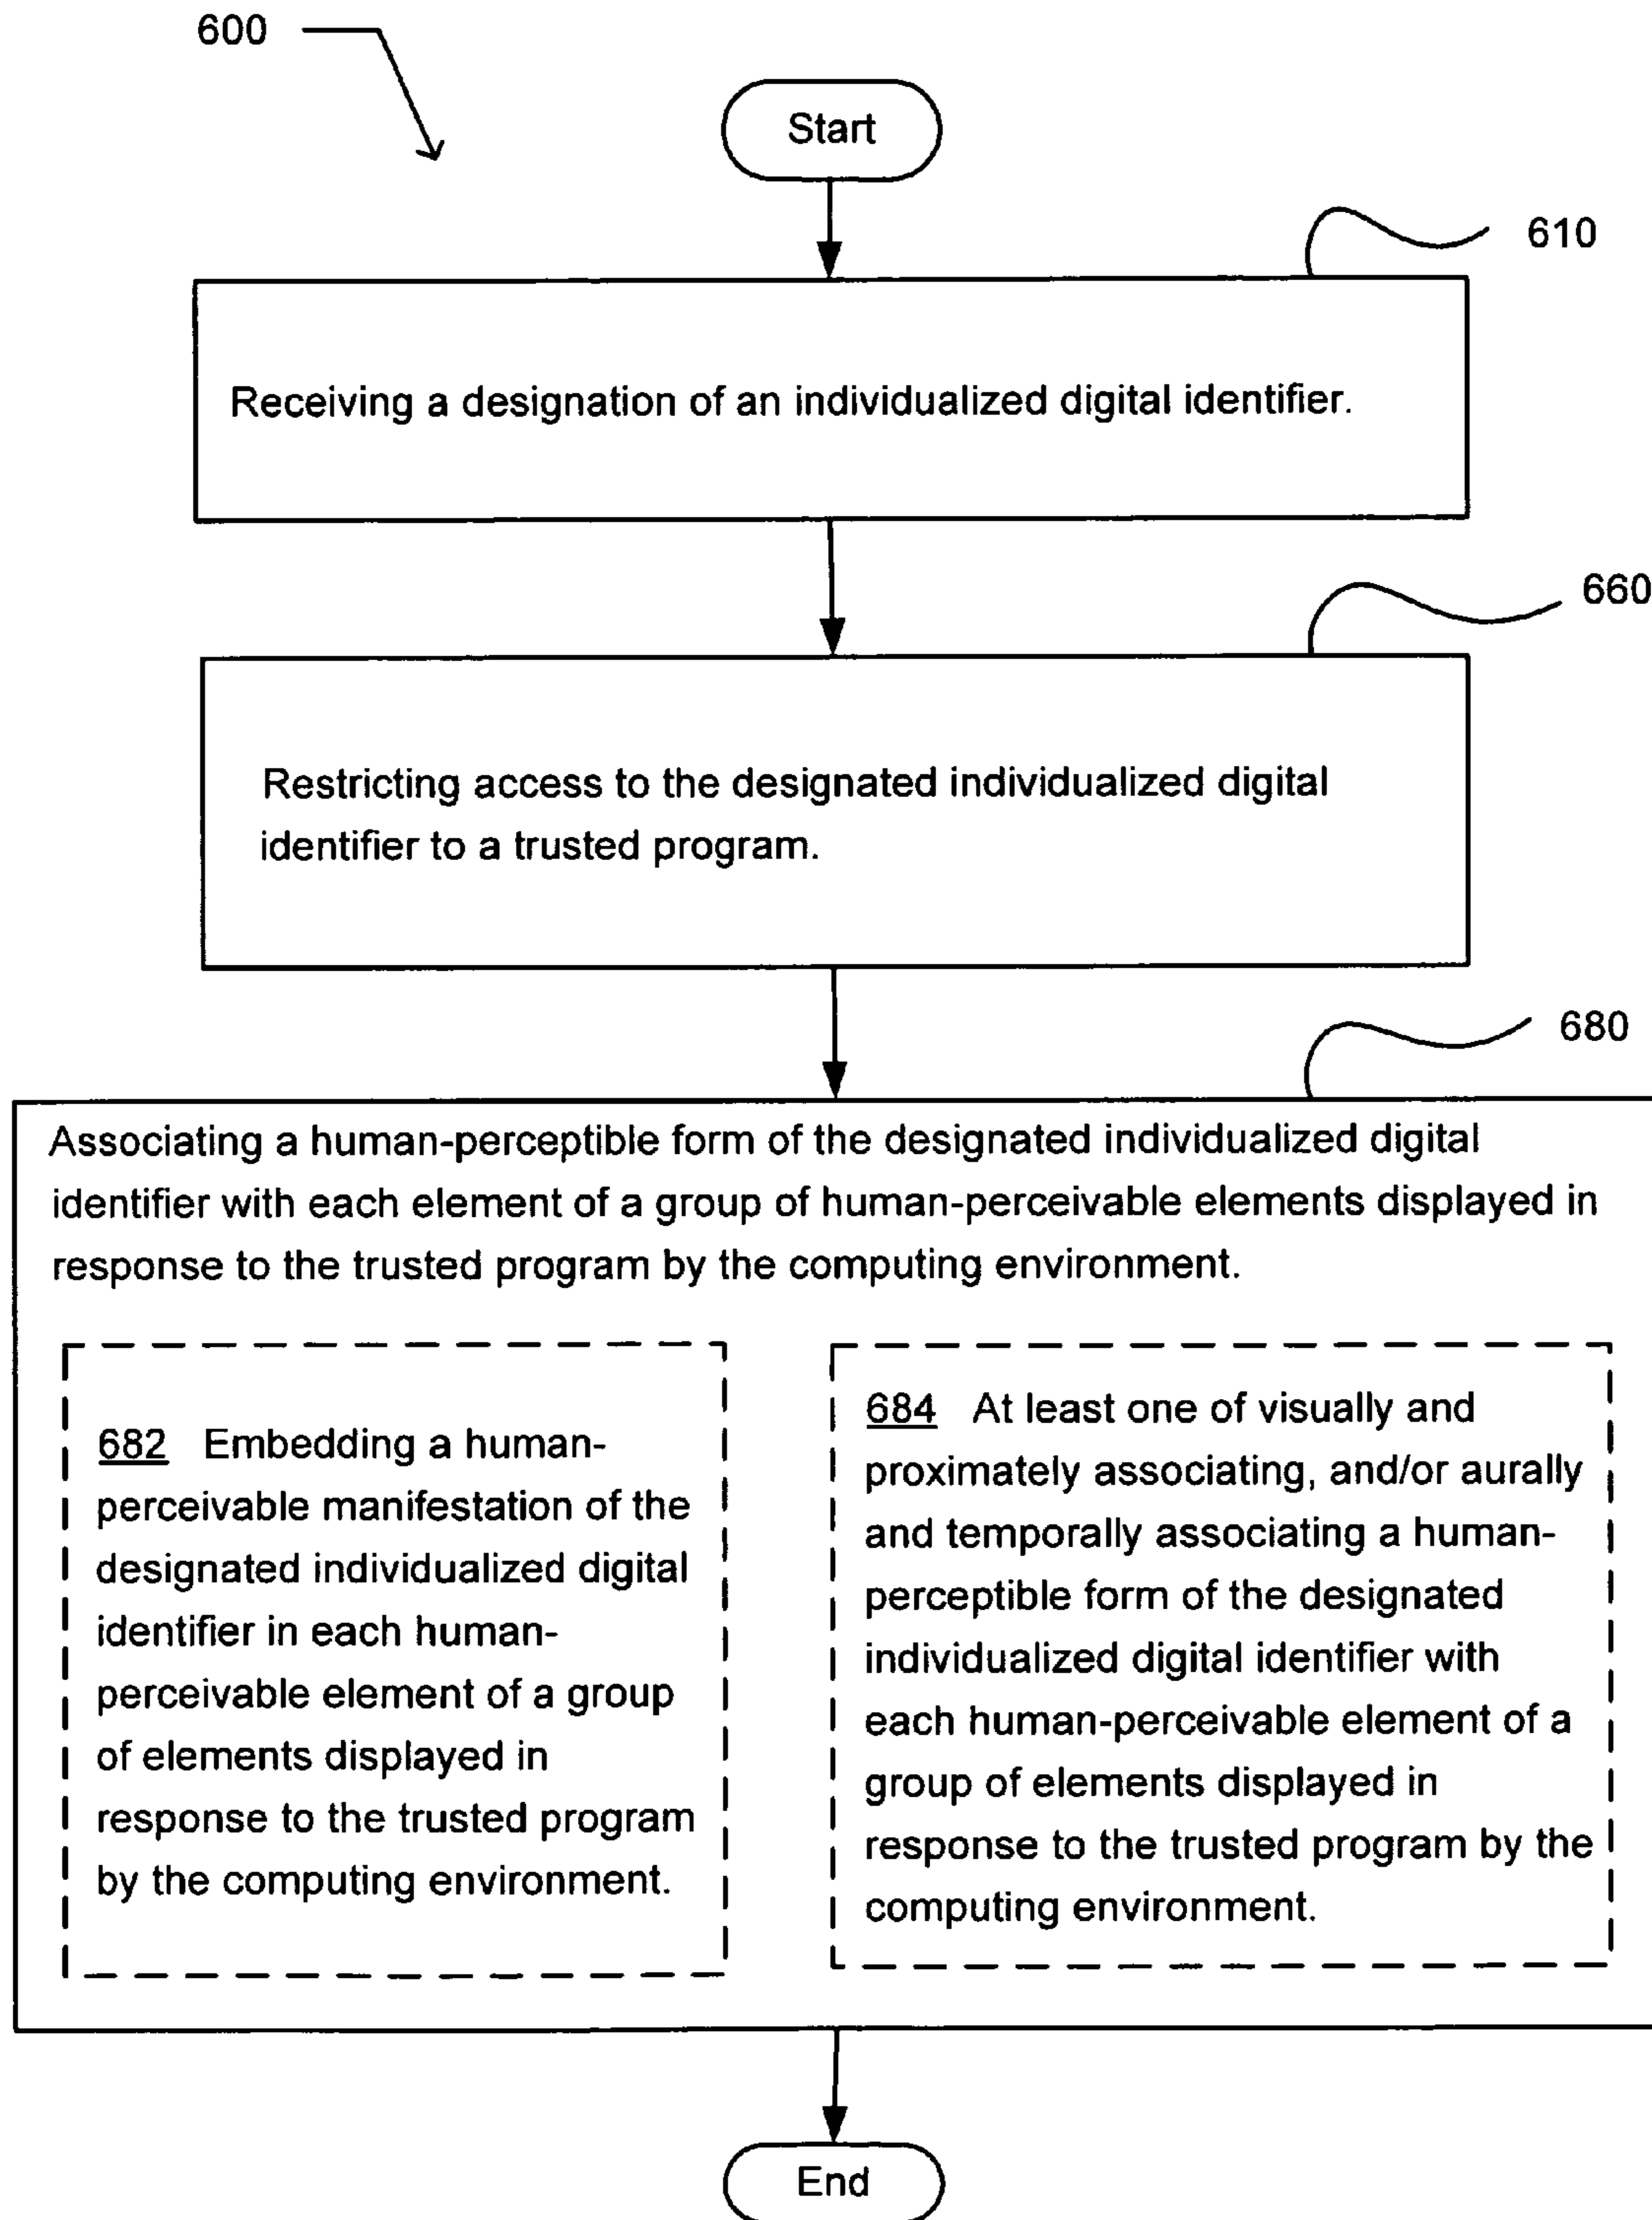 600
Start
610
Receiving a designation of an individualized digital identifier.
660
Restricting access to the designated individualized digital
identifier to a trusted program.
680
Associating a human-perceptible form of the designated individualized digital
identifier with each element of a group of human-perceivable elements displayed in
response to the trusted program by the computing environment.
682 Embedding a human-
perceivable manifestation of the
designated individualized digital
identifier in each human-
perceivable element of a group
of elements displayed in
response to the trusted program
by the computing environment.
684 At least one of visually and
proximately associating, and/or aurally
and temporally associating a human-
perceptible form of the designated
individualized digital identifier with
each human-perceivable element of a
group of elements displayed in
response to the trusted program by the
computing environment.
End